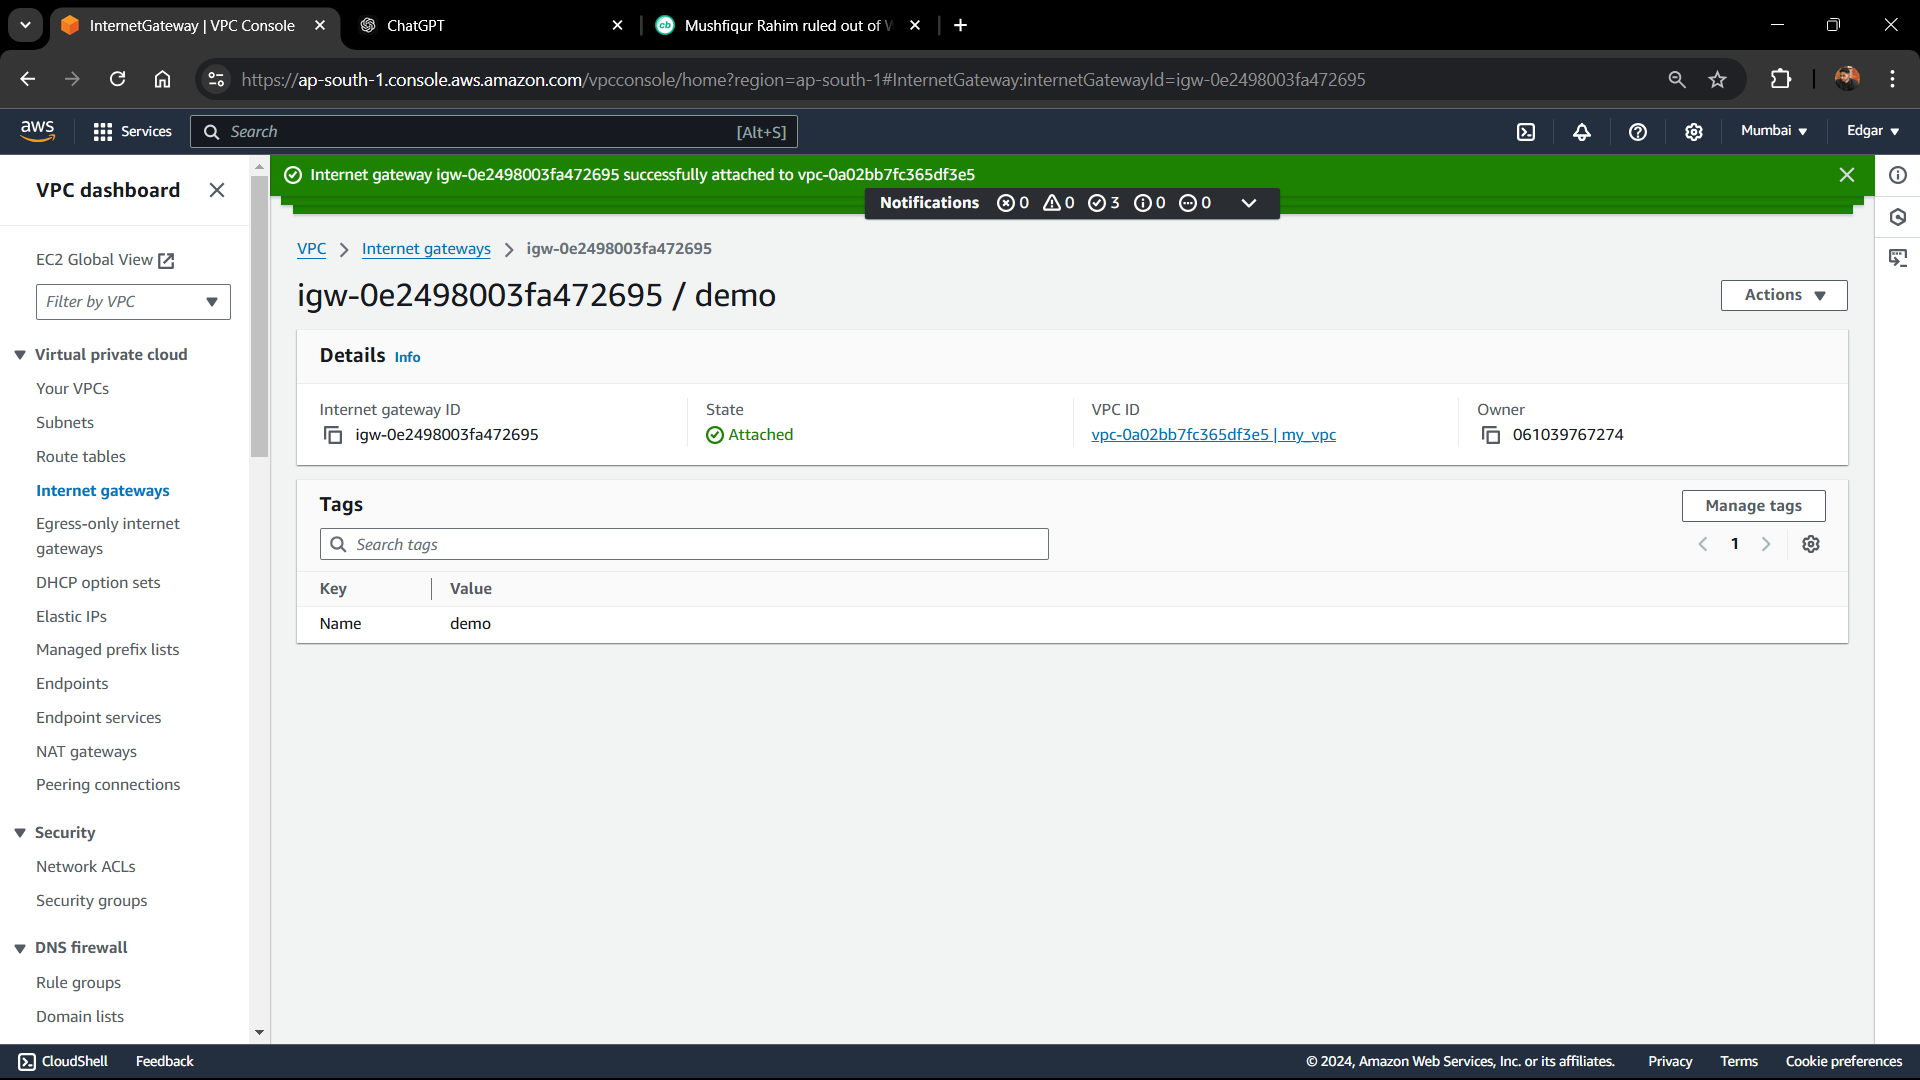 InternetGateway | VPC Console
ChatGPT
Mushfiqur Rahim ruled out of
https://ap-south-1.console.aws.amazon.com/vpcconsole/home?region=ap-south-1#InternetGateway:internetGatewayId=igw-0e2498003fa472695
aws
Services
Search
[Alt+S]
Mumbai
Edgar
VPC dashboard
EC2 Global View
Filter by VPC
Virtual private cloud
Your VPCs
Subnets
Route tables
Internet gateways
Egress-only internet
gateways
DHCP option sets
Elastic IPs
Managed prefix lists
Endpoints
Endpoint services
NAT gateways
Peering connections
Security
Network ACLs
Security groups
DNS firewall
Rule groups
Domain lists
Internet gateway igw-0e2498003fa472695 successfully attached to vpc-0a02bb7fc365df3e5
Notifications 0 0 3 0 0
VPC > Internet gateways > igw-0e2498003fa472695
igw-0e2498003fa472695 / demo
Actions
Details Info
Internet gateway ID
igw-0e2498003fa472695
State
Attached
VPC ID
vpc-0a02bb7fc365df3e5 | my_vpc
Owner
061039767274
Tags
Manage tags
Search tags
1
Key Value
Name demo
CloudShell
Feedback
© 2024, Amazon Web Services, Inc. or its affiliates.
Privacy
Terms
Cookie preferences